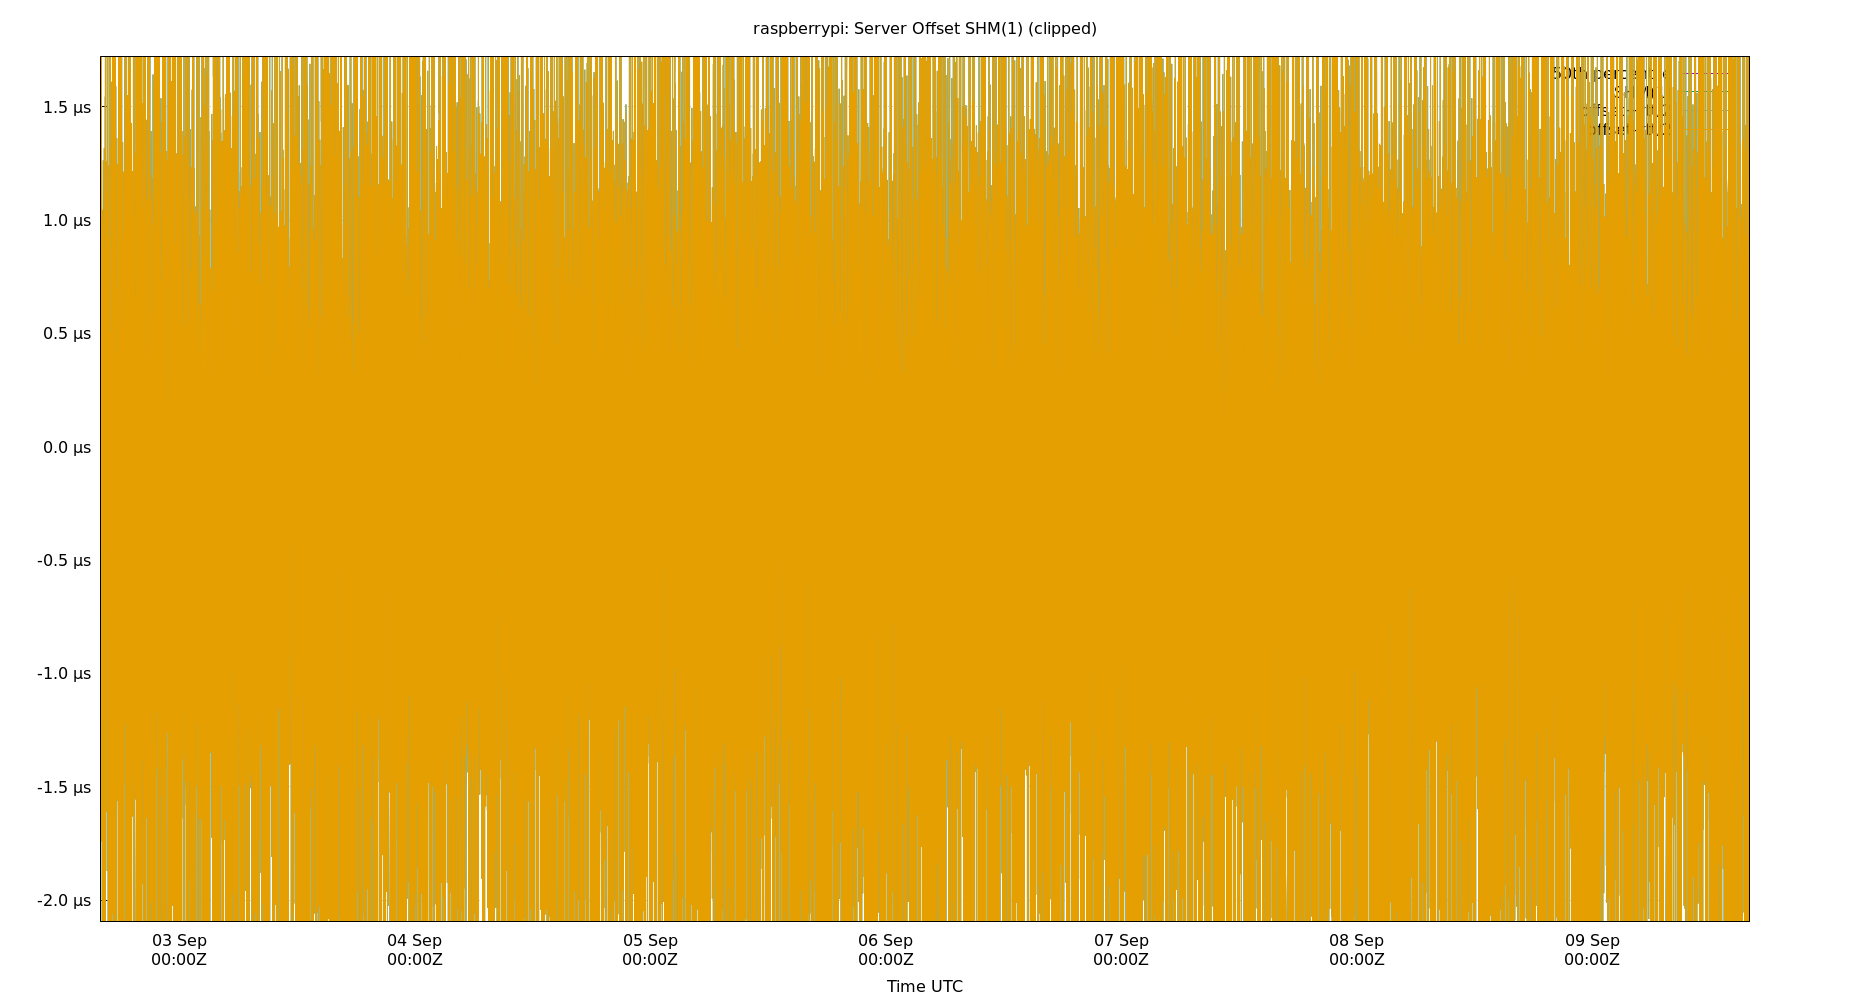 raspberrypi: Server Offset SHM(1) (clipped)
1.5 µs
1.0 µs
0.5 µs
0.0 µs
-0.5 µs
-1.0 µs
-1.5 µs
-2.0 µs
03 Sep 04 Sep 05 Sep 06 Sep 07 Sep 08 Sep 09 Sep
00:00Z 00:00Z 00:00Z 00:00Z 00:00Z 00:00Z 00:00Z
Time UTC